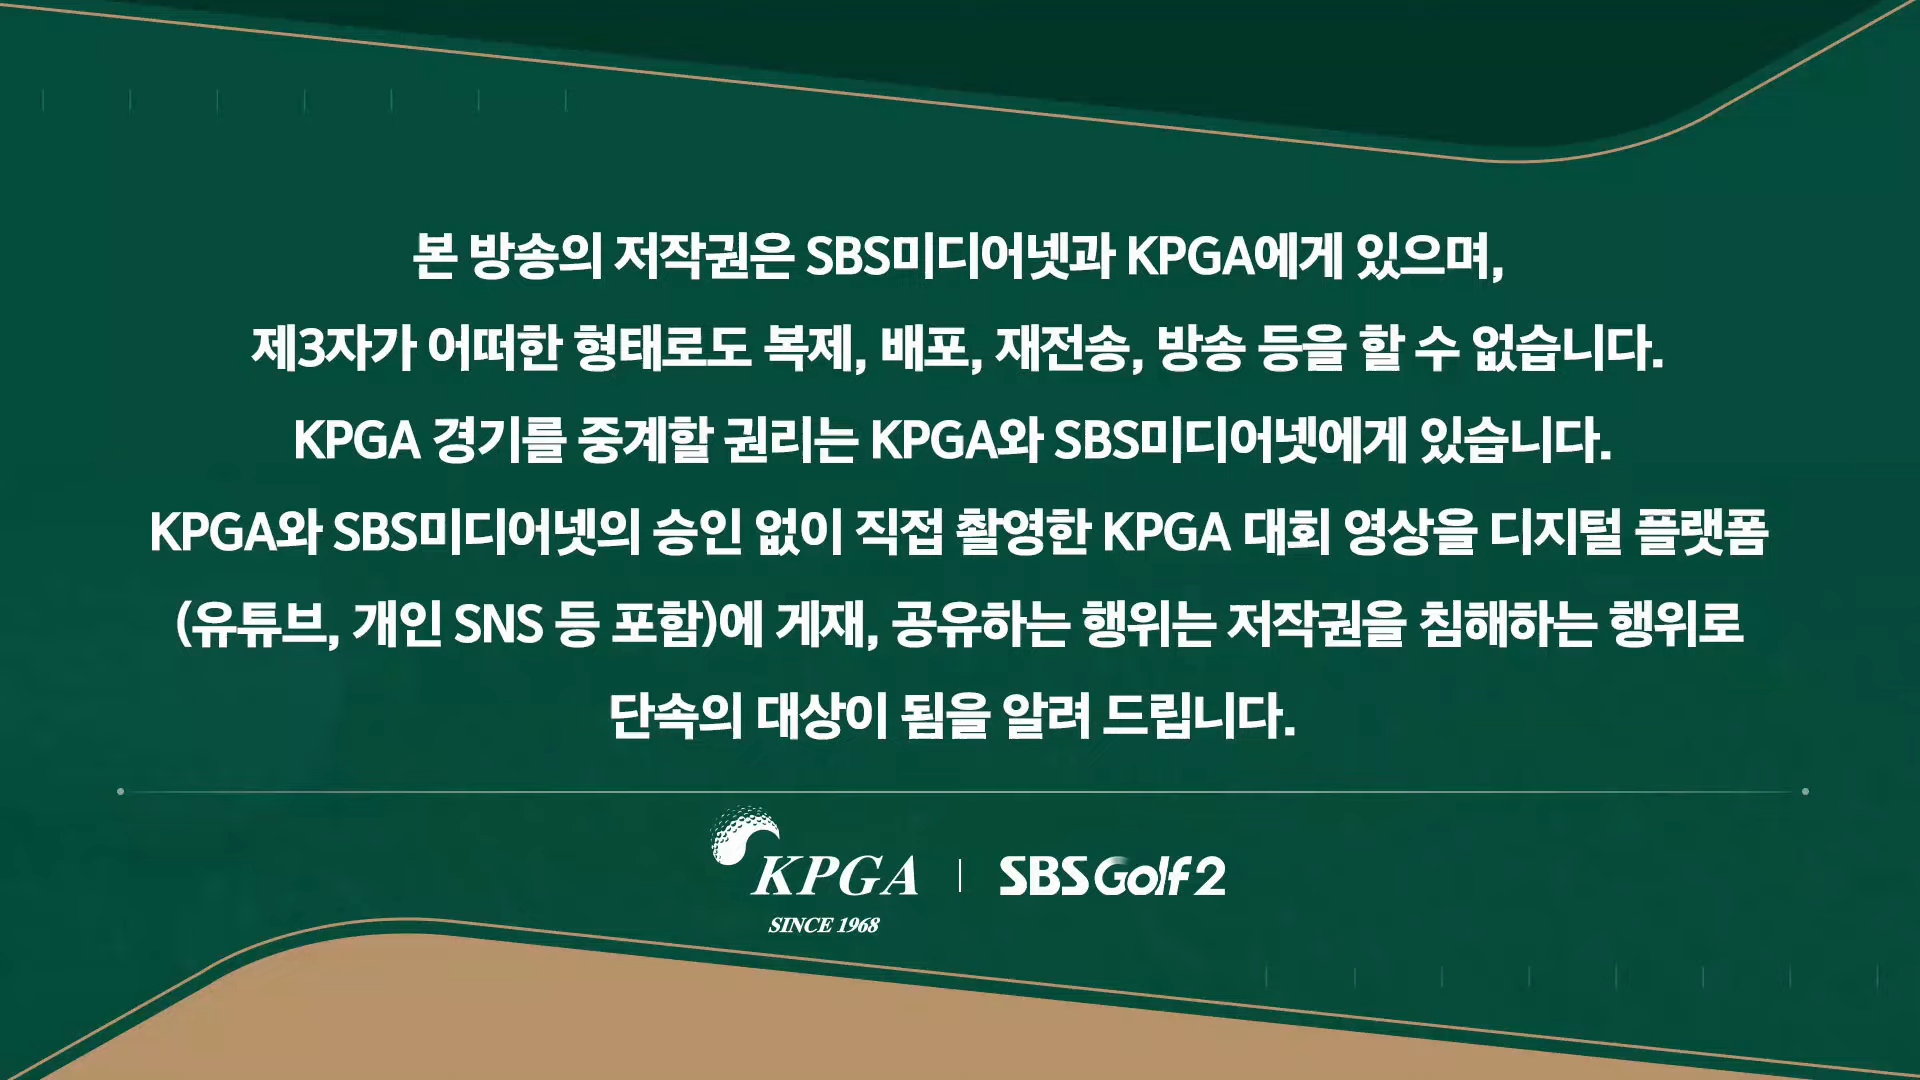 본 방송의 저작권은 SBS미디어넷과 KPGA에게 있으며,
제3자가 어떠한 형태로도 복제, 배포, 재전송, 방송 등을 할 수 없습니다.
KPGA 경기를 중계할 권리는 KPGA와 SBS미디어넷에게 있습니다.
KPGA와 SBS미디어넷의 승인 없이 직접 촬영한 KPGA 대회 영상을 디지털 플랫폼
(유튜브, 개인 SNS 등 포함)에 게재, 공유하는 행위는 저작권을 침해하는 행위로
단속의 대상이 됨을 알려 드립니다.
KPGA | SBS Golf 2
SINCE 1968